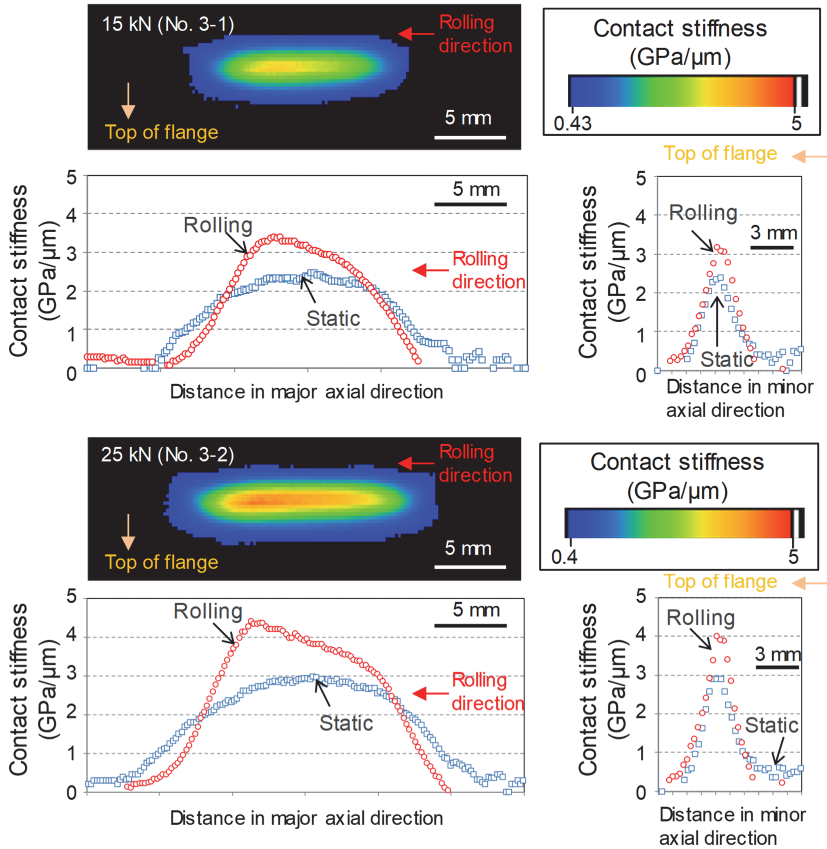 15 kN (No. 3-1)
Rolling
direction
Top of flange
5 mm
Contact stiffness
(GPa/µm)
0.43
5
Top of flange
Contact stiffness
(GPa/µm)
5
4
3
2
1
0
5 mm
Rolling
Rolling
direction
Static
Distance in major axial direction
Contact stiffness
(GPa/µm)
5
4
3
2
1
0
Rolling
3 mm
Static
Distance in minor
axial direction
25 kN (No. 3-2)
Rolling
direction
Top of flange
5 mm
Contact stiffness
(GPa/µm)
0.4
5
Top of flange
Contact stiffness
(GPa/µm)
5
4
3
2
1
0
5 mm
Rolling
Rolling
direction
Static
Distance in major axial direction
Contact stiffness
(GPa/µm)
5
4
3
2
1
0
Rolling
3 mm
Static
Distance in minor
axial direction